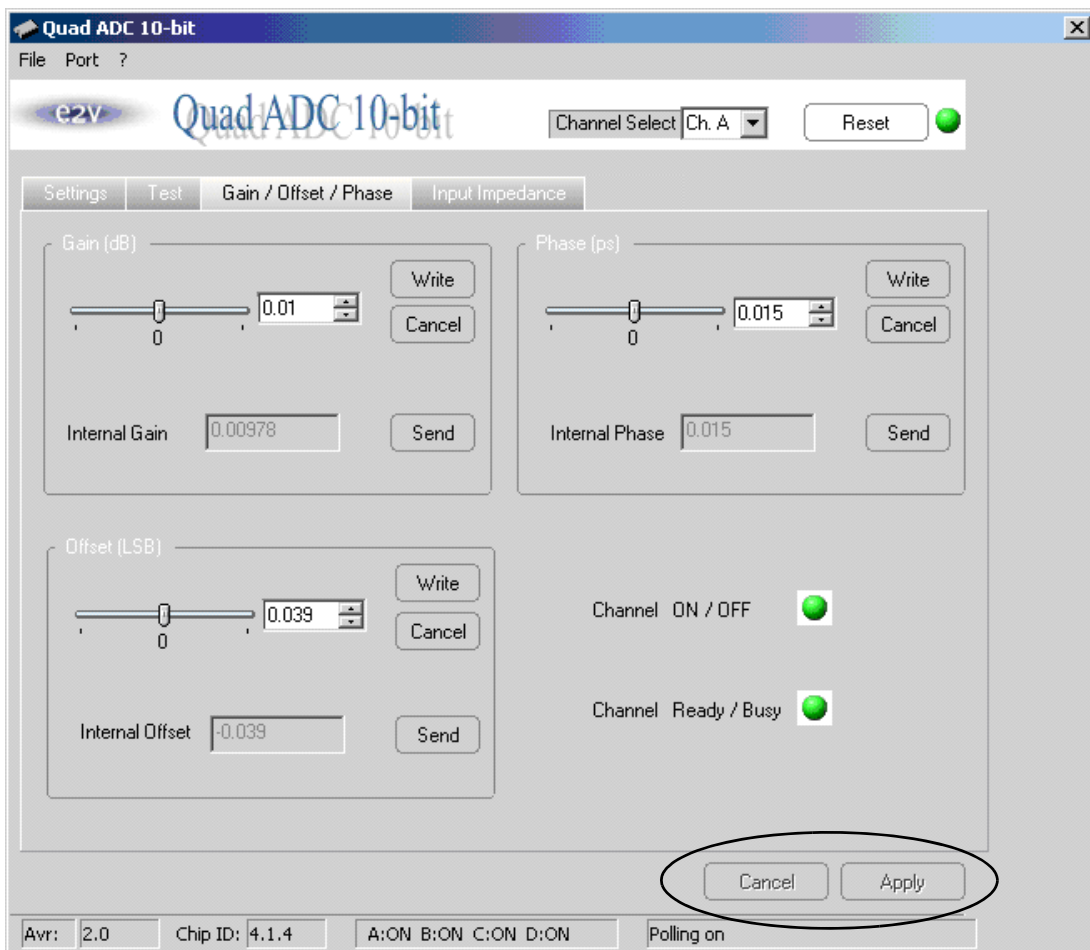 Quad ADC 10-bit
File Port ?
e2v Quad ADC 10-bit Channel Select Ch. A Reset
Settings Test Gain / Offset / Phase Input Impedance
Gain (dB)
0.01
0
Write
Cancel
Internal Gain 0.00978 Send
Phase (ps)
0.015
0
Write
Cancel
Internal Phase 0.015 Send
Offset (LSB)
0.039
0
Write
Cancel
Internal Offset -0.039 Send
Channel ON / OFF
Channel Ready / Busy
Cancel Apply
Avr: 2.0 Chip ID: 4.1.4 A:ON B:ON C:ON D:ON Polling on